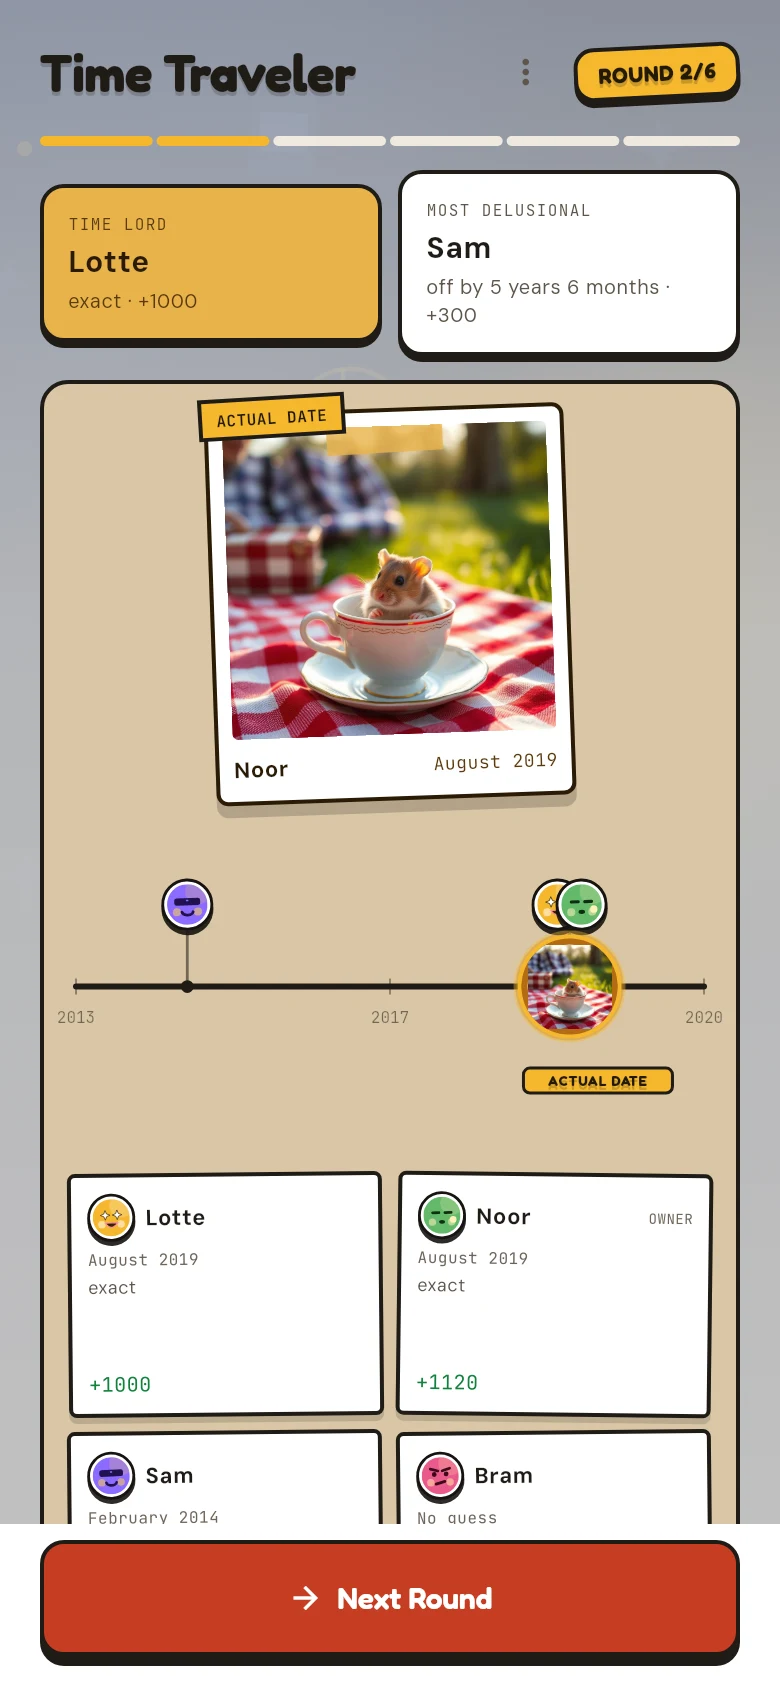 Time Traveler
ROUND 2/6
TIME LORD
Lotte
exact · +1000
MOST DELUSIONAL
Sam
off by 5 years 6 months ·
+300
ACTUAL DATE
Noor
August 2019
2013
2017
2020
ACTUAL DATE
Lotte
August 2019
exact
+1000
Noor
OWNER
August 2019
exact
+1120
Sam
February 2014
Bram
No guess
→ Next Round